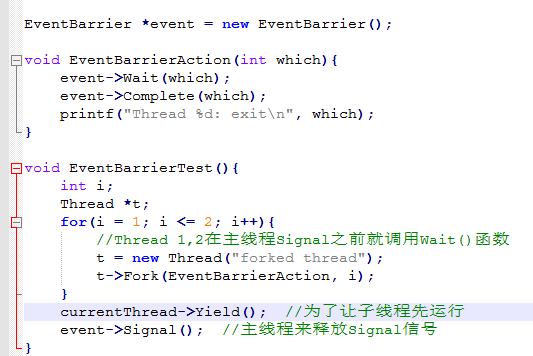 EventBarrier *event = new EventBarrier();
void EventBarrierAction(int which){
event->Wait(which);
event->Complete(which);
printf("Thread %d: exit\n", which);
}
void EventBarrierTest(){
int i;
Thread *t;
for(i = 1; i <= 2; i++){
//Thread 1,2在主线程Signal之前就调用Wait()函数
t = new Thread("forked thread");
t->Fork(EventBarrierAction, i);
}
currentThread->Yield(); //为了让子线程先运行
event->Signal(); //主线程来释放Signal信号
}